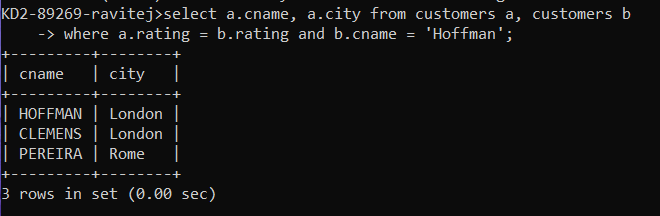 KD2-89269-ravitej>select a.cname, a.city from customers a, customers b
    -> where a.rating = b.rating and b.cname = 'Hoffman';
+---------+--------+
| cname   | city   |
+---------+--------+
| HOFFMAN | London |
| CLEMENS | London |
| PEREIRA | Rome   |
+---------+--------+
3 rows in set (0.00 sec)